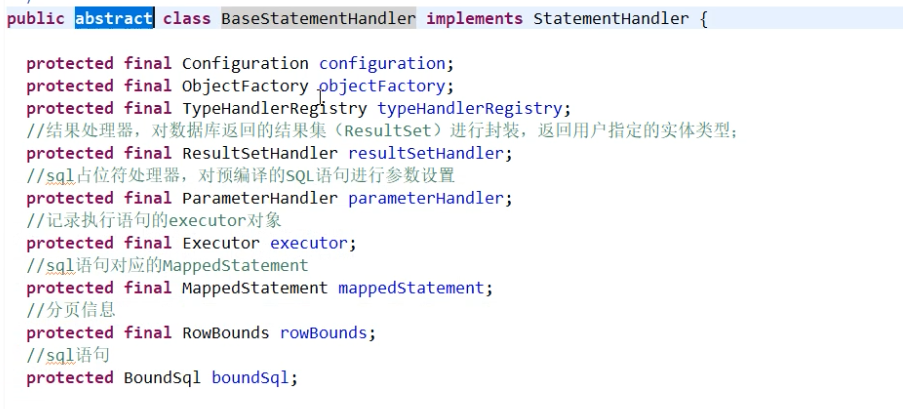 public abstract class BaseStatementHandler implements StatementHandler {
protected final Configuration configuration;
protected final ObjectFactory objectFactory;
protected final TypeHandlerRegistry typeHandlerRegistry;
//结果处理器，对数据库返回的结果集（ResultSet）进行封装，返回用户指定的实体类型；
protected final ResultSetHandler resultSetHandler;
//sql占位符处理器，对预编译的SQL语句进行参数设置
protected final ParameterHandler parameterHandler;
//记录执行语句的executor对象
protected final Executor executor;
//sql语句对应的MappedStatement
protected final MappedStatement mappedStatement;
//分页信息
protected final RowBounds rowBounds;
//sql语句
protected BoundSql boundSql;